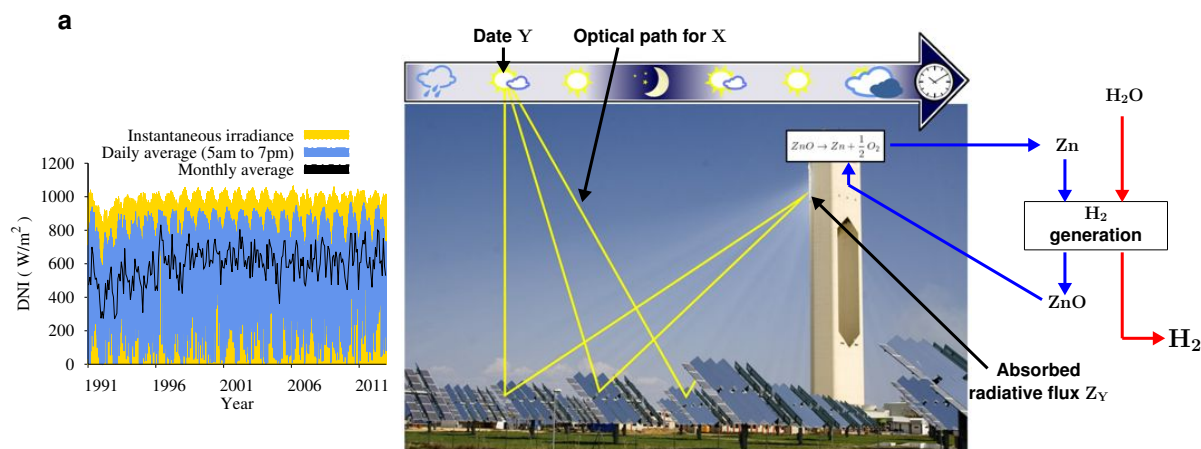 a
Instantaneous irradiance
Daily average (5am to 7pm)
Monthly average
DNI ( W/m²)
1200
1000
800
600
400
200
0
1991
1996
2001
2006
2011
Year
Date Y
Optical path for X
ZnO → Zn + 1/2 O₂
Absorbed
radiative flux Z_Y
H₂O
Zn
H₂
generation
ZnO
H₂